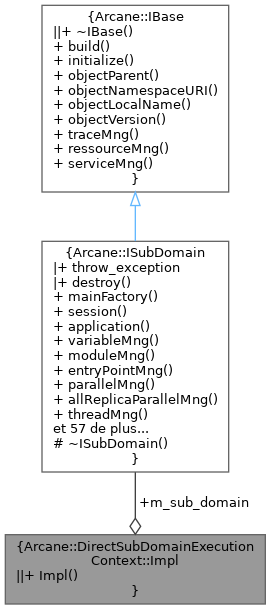 {Arcane::IBase
||+ ~IBase()
+ build()
+ initialize()
+ objectParent()
+ objectNamespaceURI()
+ objectLocalName()
+ objectVersion()
+ traceMng()
+ ressourceMng()
+ serviceMng()
}
{Arcane::ISubDomain
|+ throw_exception
|+ destroy()
+ mainFactory()
+ session()
+ application()
+ variableMng()
+ moduleMng()
+ entryPointMng()
+ parallelMng()
+ allReplicaParallelMng()
+ threadMng()
et 57 de plus...
# ~ISubDomain()
}
+m_sub_domain
{Arcane::DirectSubDomainExecution
Context::Impl
||+ Impl()
}